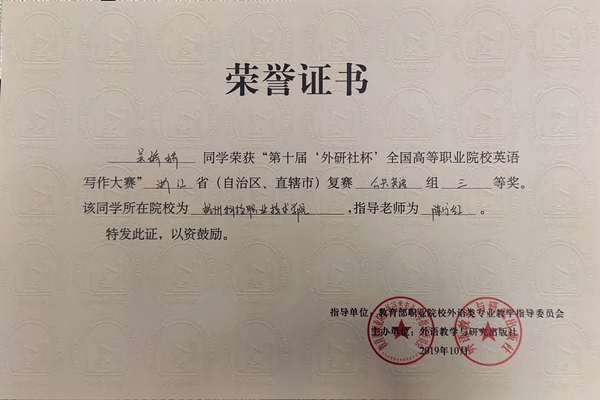 荣誉证书
吴 同学荣获“第十届‘外研社杯’全国高等职业院校英语
写作大赛”浙江省（自治区、直辖市）复赛公共英语组三等奖。
该同学所在院校为杭州科技职业技术学院，指导老师为陈 。
特发此证，以资鼓励。
指导单位：教育部职业院校外语类专业教学指导委员会
主办单位：外语教学与研究出版社
2019年10月